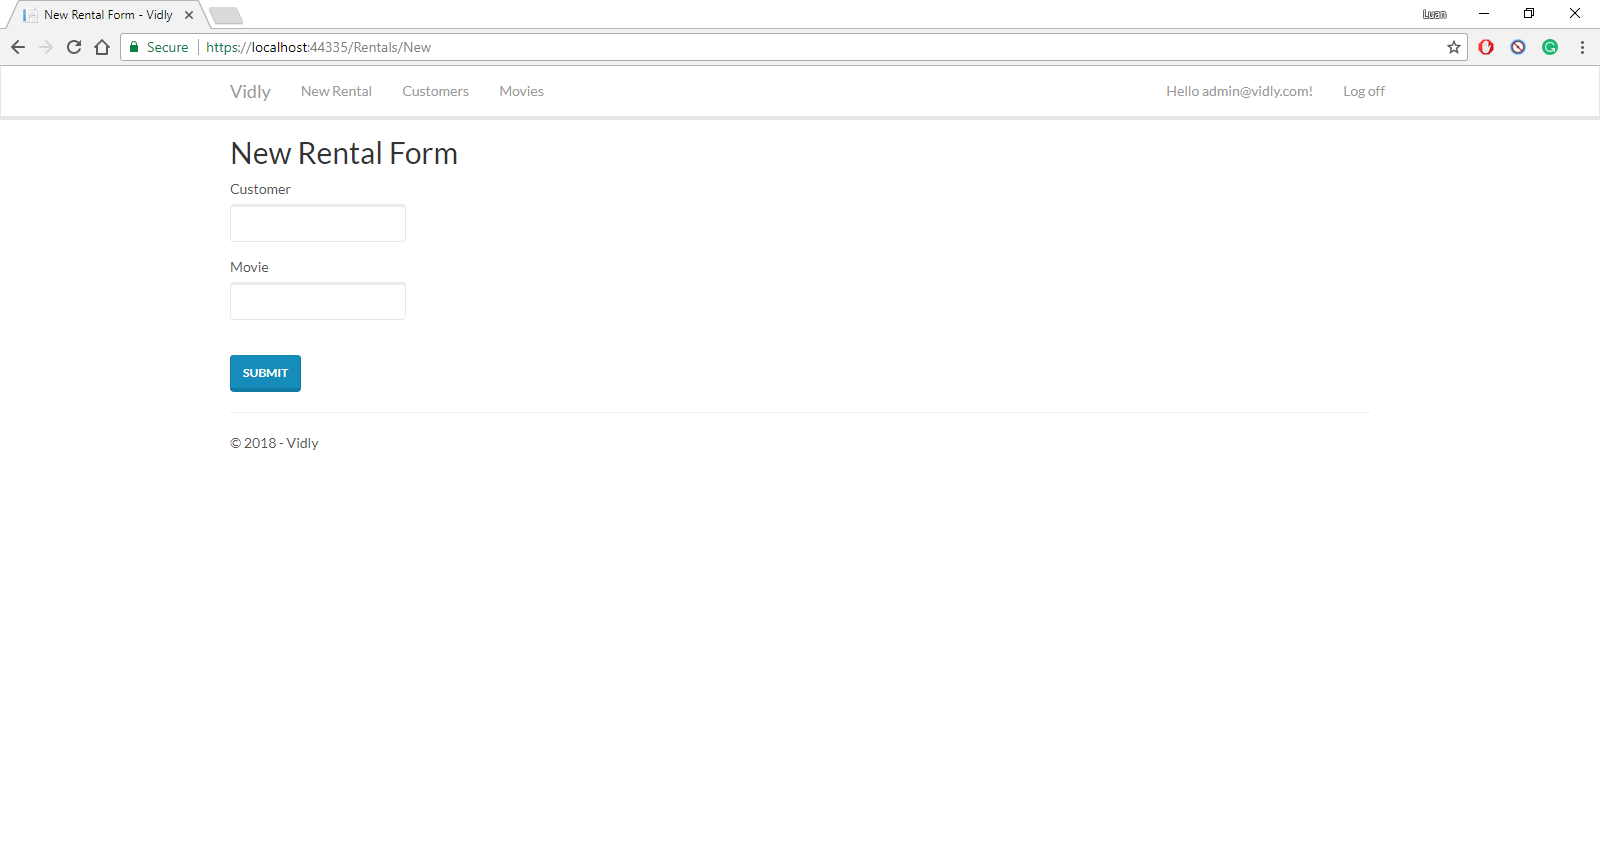 New Rental Form - Vidly
Luan
Secure https://localhost:44335/Rentals/New
Vidly New Rental Customers Movies Hello admin@vidly.com! Log off
New Rental Form
Customer
Movie
SUBMIT
© 2018 - Vidly